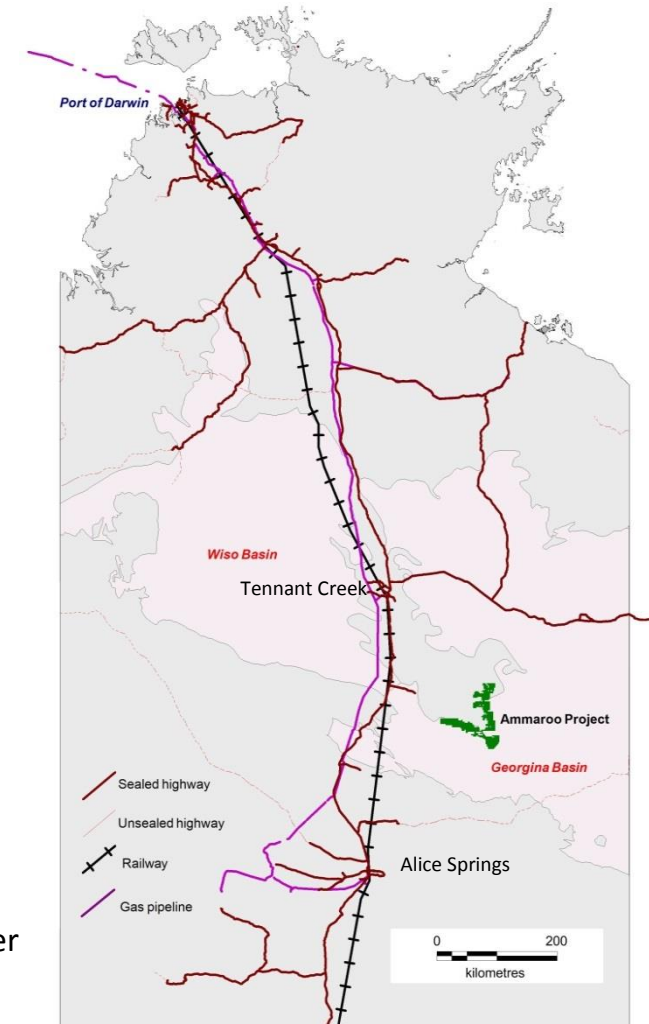 Port of Darwin
Wiso Basin
Tennant Creek
Ammaroo Project
Georgina Basin
Sealed highway
Unsealed highway
Railway
Alice Springs
Gas pipeline
er
0 200
kilometres